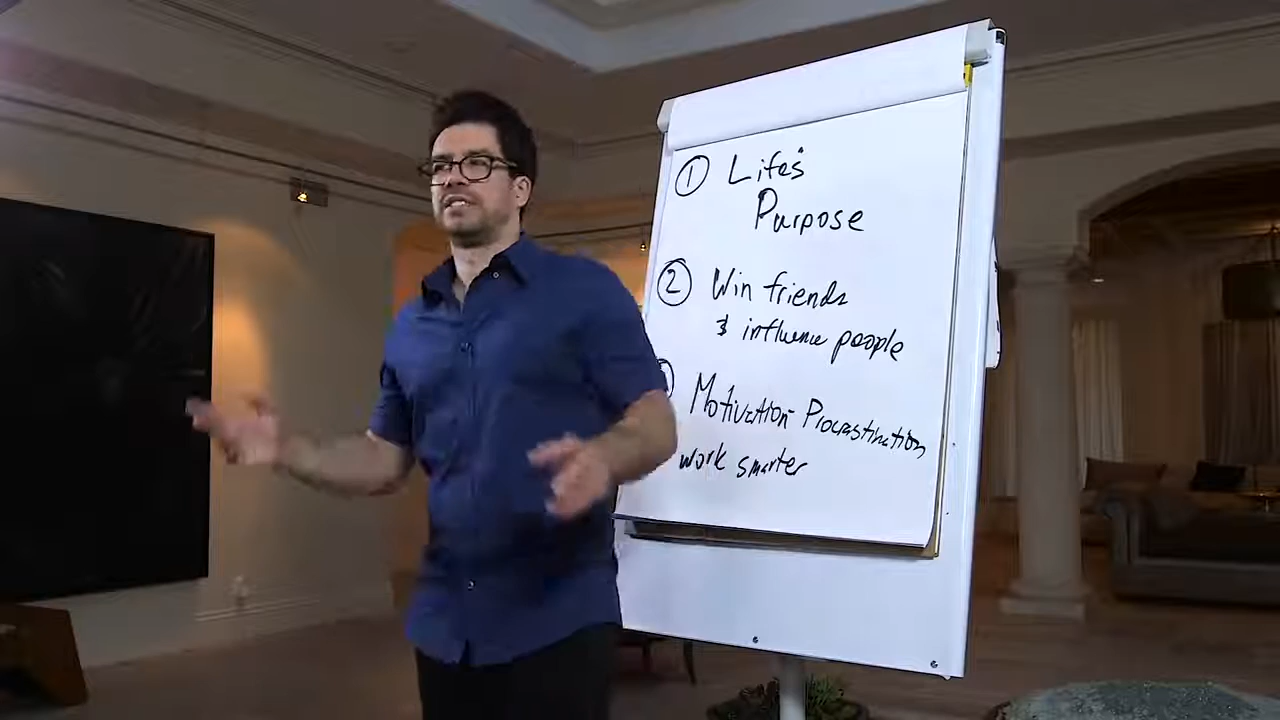 ① Life's
Purpose
② Win friends
& influence people
Motivation Procrastination
work smarter